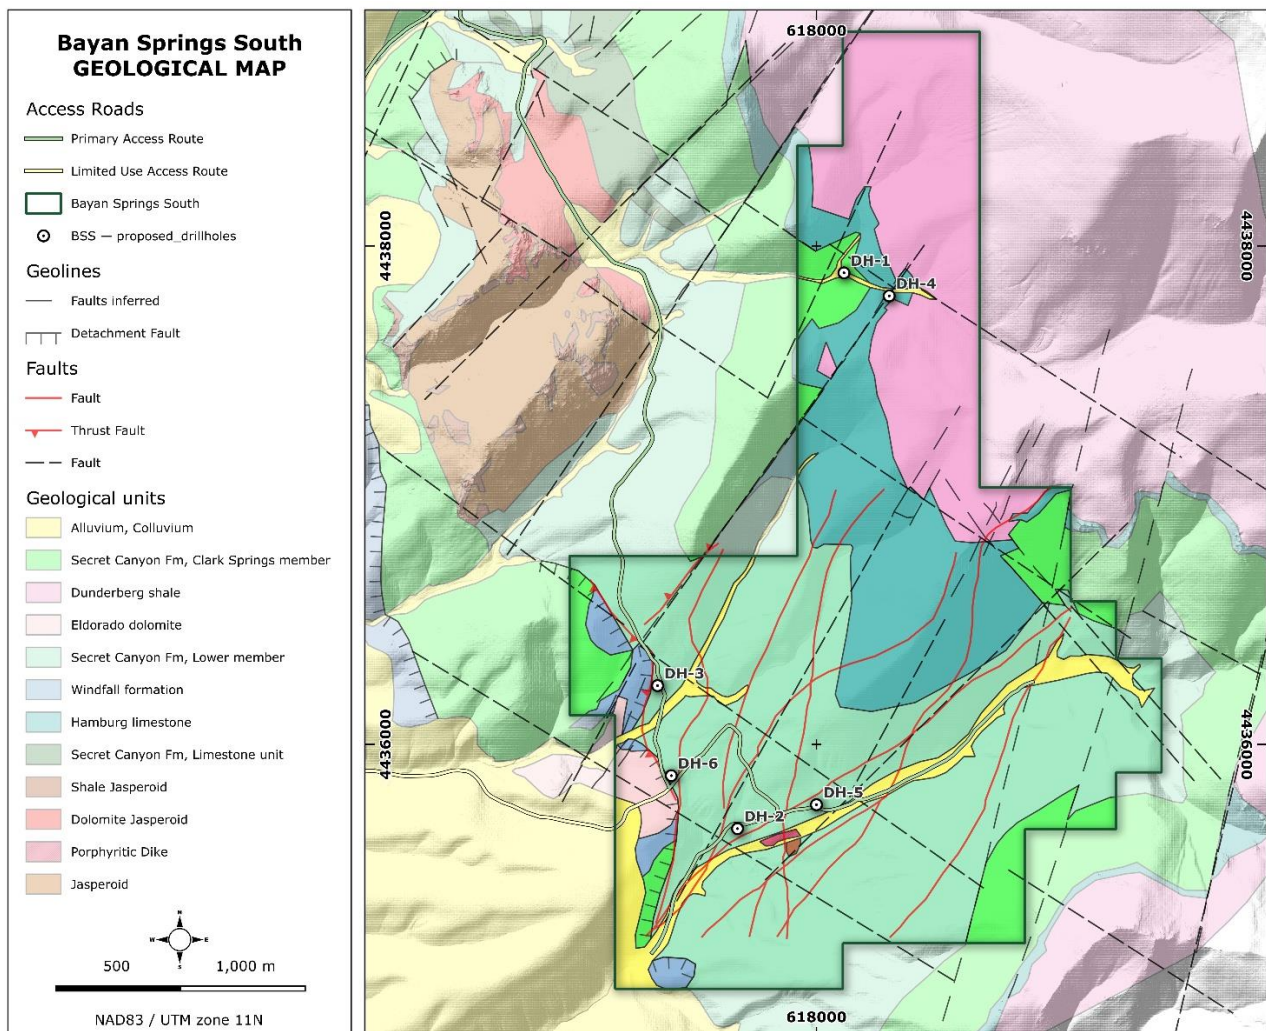 Bayan Springs South
GEOLOGICAL MAP
Access Roads
Primary Access Route
Limited Use Access Route
Bayan Springs South
BSS — proposed_drillholes
Geolines
Faults inferred
Detachment Fault
Faults
Fault
Thrust Fault
Fault
Geological units
Alluvium, Colluvium
Secret Canyon Fm, Clark Springs member
Dunderberg shale
Eldorado dolomite
Secret Canyon Fm, Lower member
Windfall formation
Hamburg limestone
Secret Canyon Fm, Limestone unit
Shale Jasperoid
Dolomite Jasperoid
Porphyritic Dike
Jasperoid
N
W E
S
500 1,000 m
NAD83 / UTM zone 11N
618000
4438000
4438000
DH-1
DH-4
DH-3
4436000
4436000
DH-6
DH-5
DH-2
618000